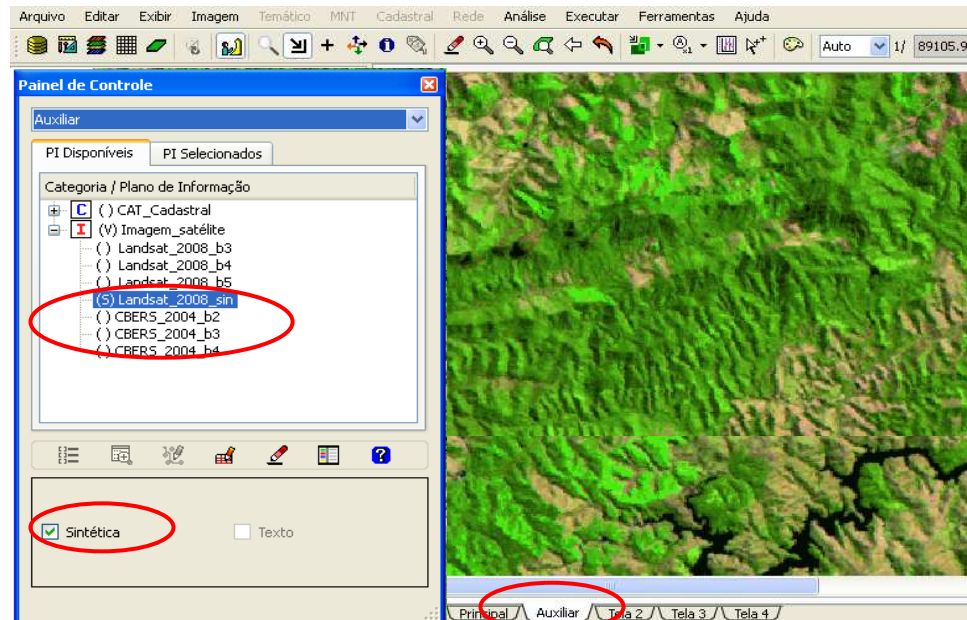 Arquivo Editar Exibir Imagem Temático MNT Cadastral Rede Análise Executar Ferramentas Ajuda
Auto 1/ 89105.9
Painel de Controle
Auxiliar
PI Disponíveis PI Selecionados
Categoria / Plano de Informação
C () CAT_Cadastral
I (V) Imagem_satélite
() Landsat_2008_b3
() Landsat_2008_b4
() Landsat_2008_b5
(S) Landsat_2008_sin
() CBERS_2004_b2
() CBERS_2004_b3
() CBERS_2004_b4
Sintética Texto
Principal Auxiliar Tela 2 Tela 3 Tela 4